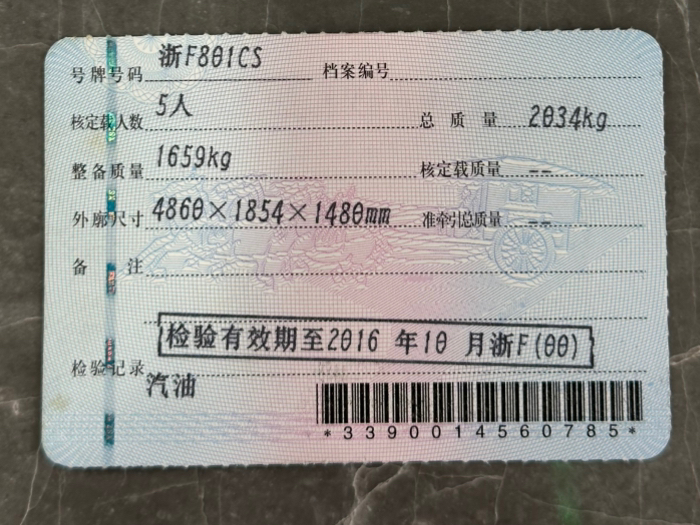 号牌号码 浙F801CS 档案编号
核定载人数 5人 总质量 2034kg
整备质量 1659kg 核定载质量 --
外廓尺寸 4860×1854×1480mm 准牵引总质量 --
备注
检验有效期至2016年10月浙F(00)
检验记录
汽油
*3390014560785*